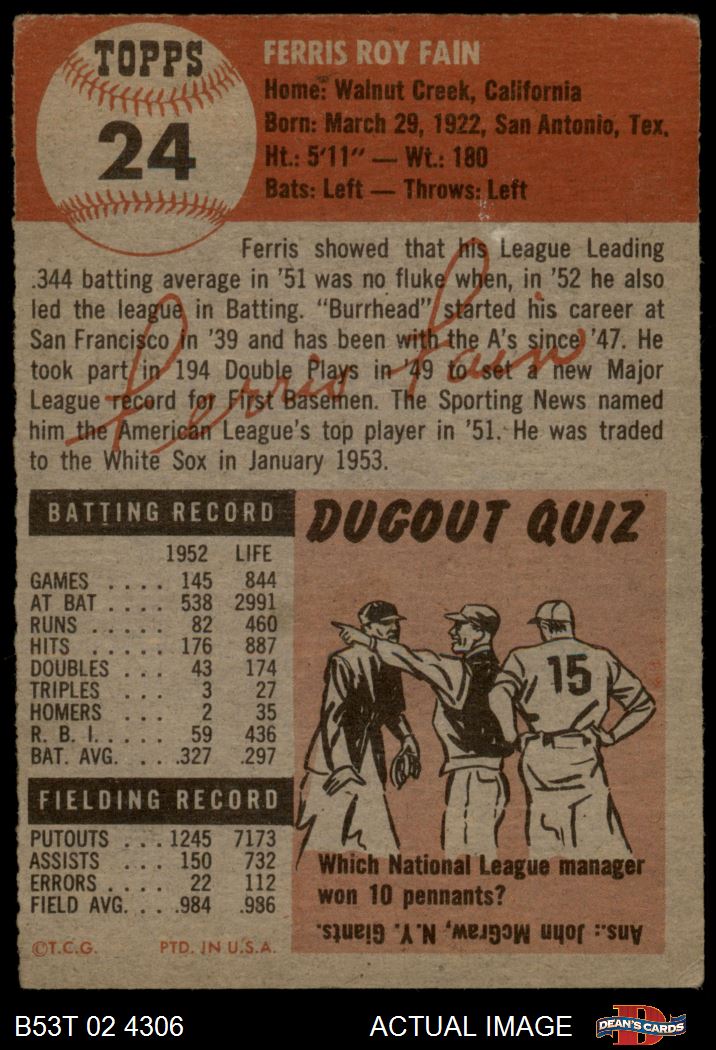 TOPPS
24
FERRIS ROY FAIN
Home: Walnut Creek, California
Born: March 29, 1922, San Antonio, Tex.
Ht.: 5'11" — Wt.: 180
Bats: Left — Throws: Left
Ferris showed that his League Leading
.344 batting average in '51 was no fluke when, in '52 he also
led the league in Batting. "Burrhead" started his career at
San Francisco in '39 and has been with the A's since '47. He
took part in 194 Double Plays in '49 to set a new Major
League record for First Basemen. The Sporting News named
him the American League's top player in '51. He was traded
to the White Sox in January 1953.
Ferris Fain
BATTING RECORD
1952 LIFE
GAMES .... 145 844
AT BAT .... 538 2991
RUNS ..... 82 460
HITS ..... 176 887
DOUBLES ... 43 174
TRIPLES ... 3 27
HOMERS ... 2 35
R. B. I. .... 59 436
BAT. AVG. ... .327 .297
FIELDING RECORD
PUTOUTS ... 1245 7173
ASSISTS .... 150 732
ERRORS .... 22 112
FIELD AVG. ... .984 .986
©T.C.G. PTD. IN U.S.A.
DUGOUT QUIZ
15
Which National League manager
won 10 pennants?
Ans.: John McGraw, N.Y. Giants.
B53T 02 4306 ACTUAL IMAGE
D
DEAN'S CARDS